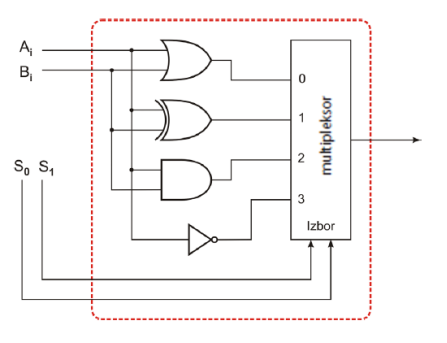 Aᵢ
Bᵢ
S₀ S₁
0
1
2
3
multipleksor
Izbor